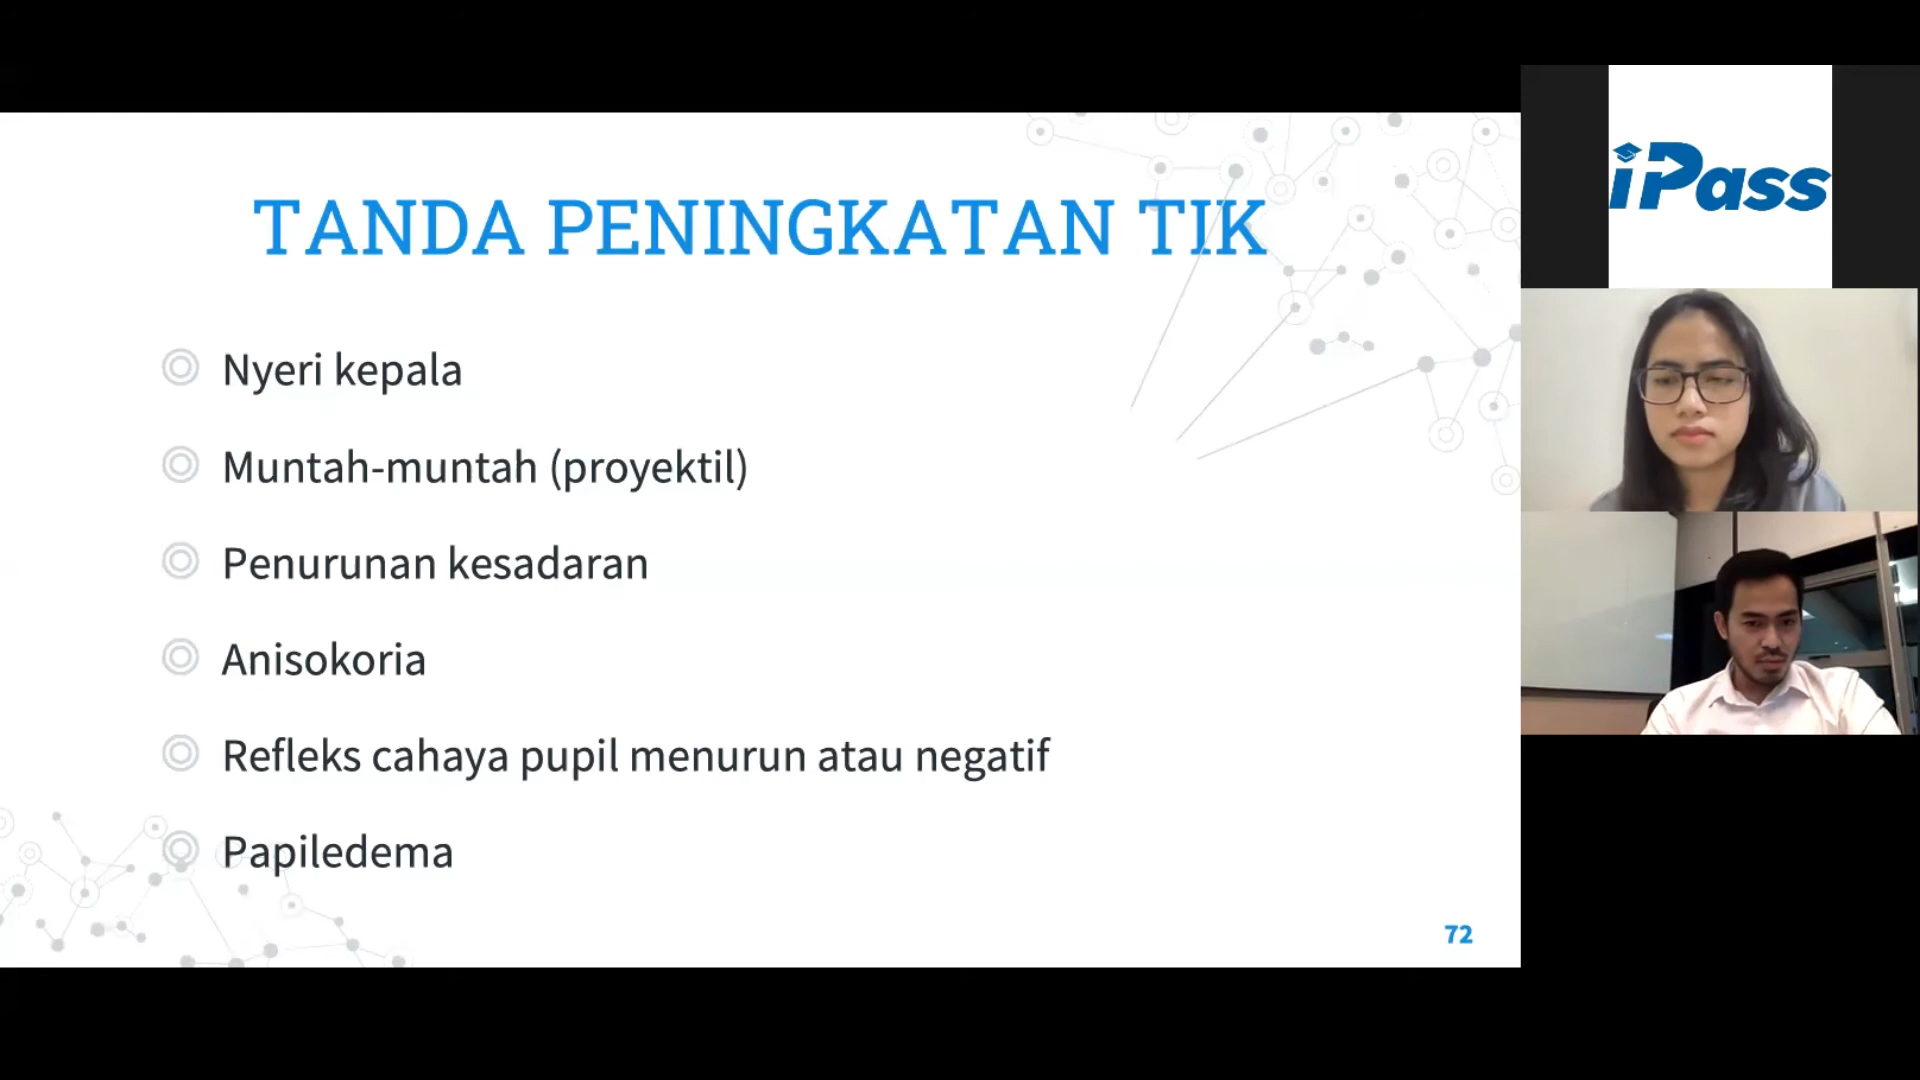 TANDA PENINGKATAN TIK
Nyeri kepala
Muntah-muntah (proyektil)
Penurunan kesadaran
Anisokoria
Refleks cahaya pupil menurun atau negatif
Papiledema
72
iPass